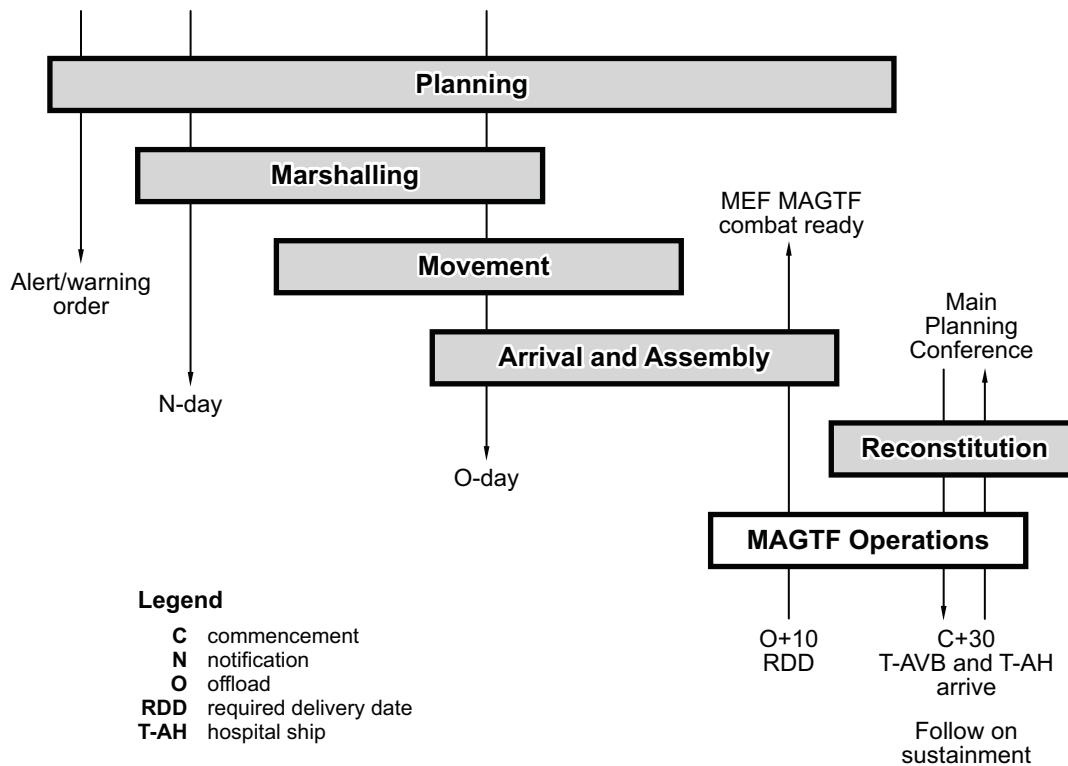 Planning
Marshalling
MEF MAGTF
combat ready
Movement
Alert/warning
order
Main
Planning
Conference
Arrival and Assembly
N-day
Reconstitution
O-day
MAGTF Operations
Legend
C commencement
N notification
O offload
RDD required delivery date
T-AH hospital ship
O+10
RDD
C+30
T-AVB and T-AH
arrive
Follow on
sustainment